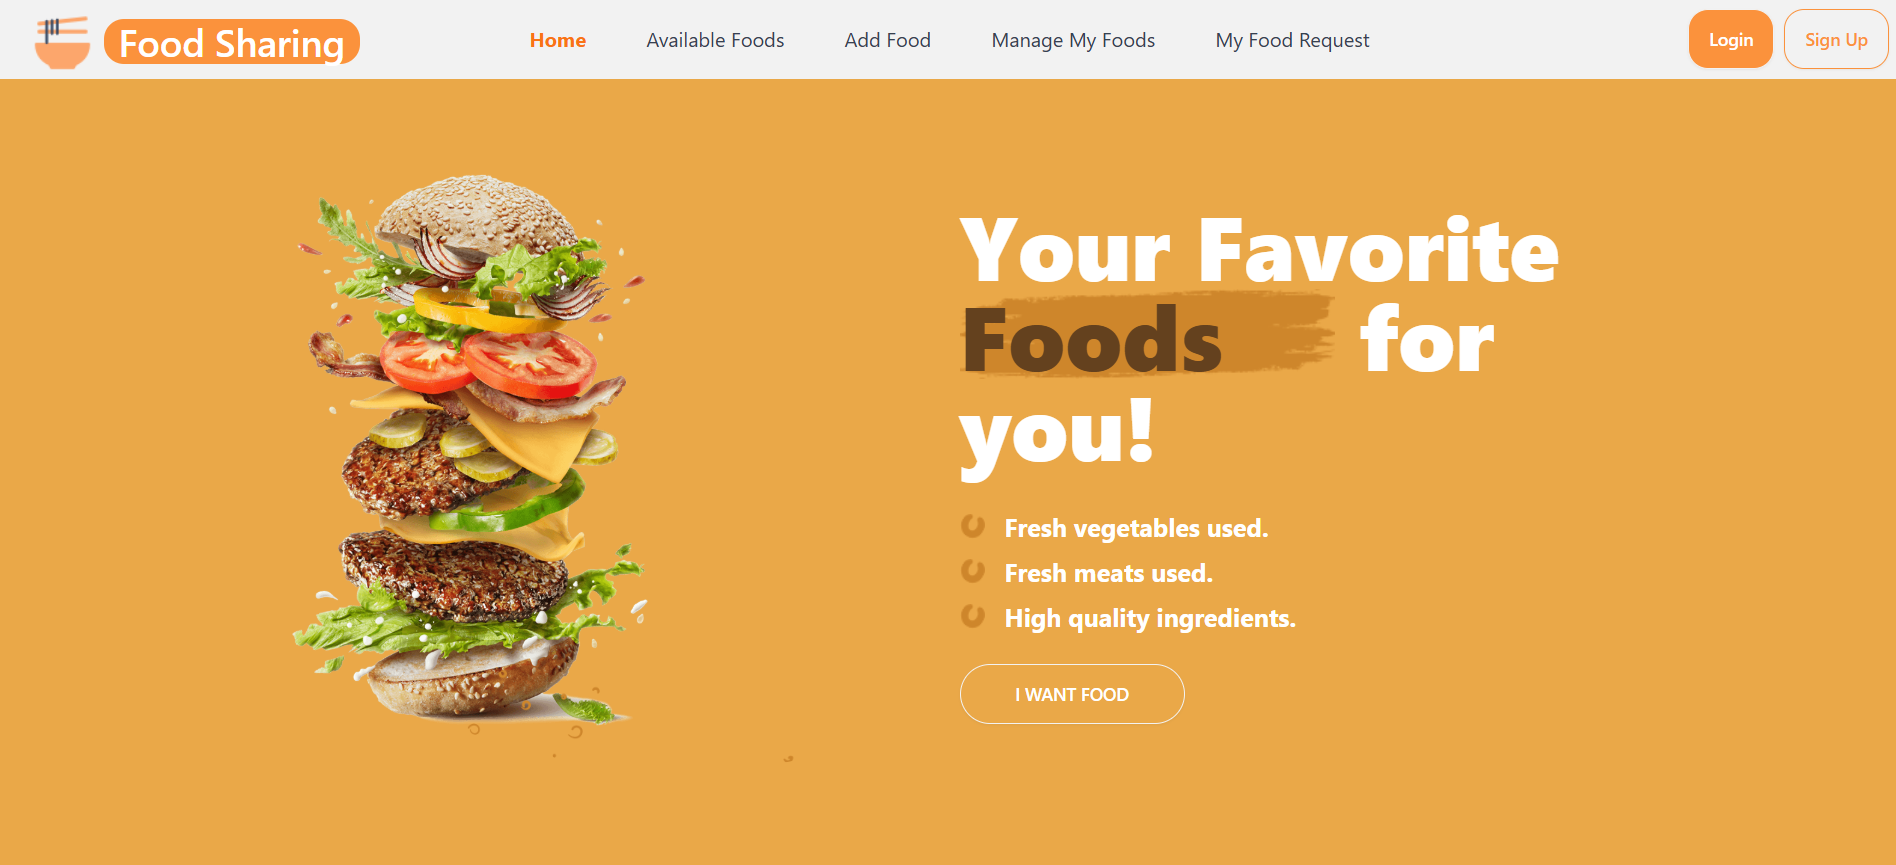 Food Sharing
Home
Available Foods
Add Food
Manage My Foods
My Food Request
Login
Sign Up
Your Favorite
Foods for
you!
Fresh vegetables used.
Fresh meats used.
High quality ingredients.
I WANT FOOD